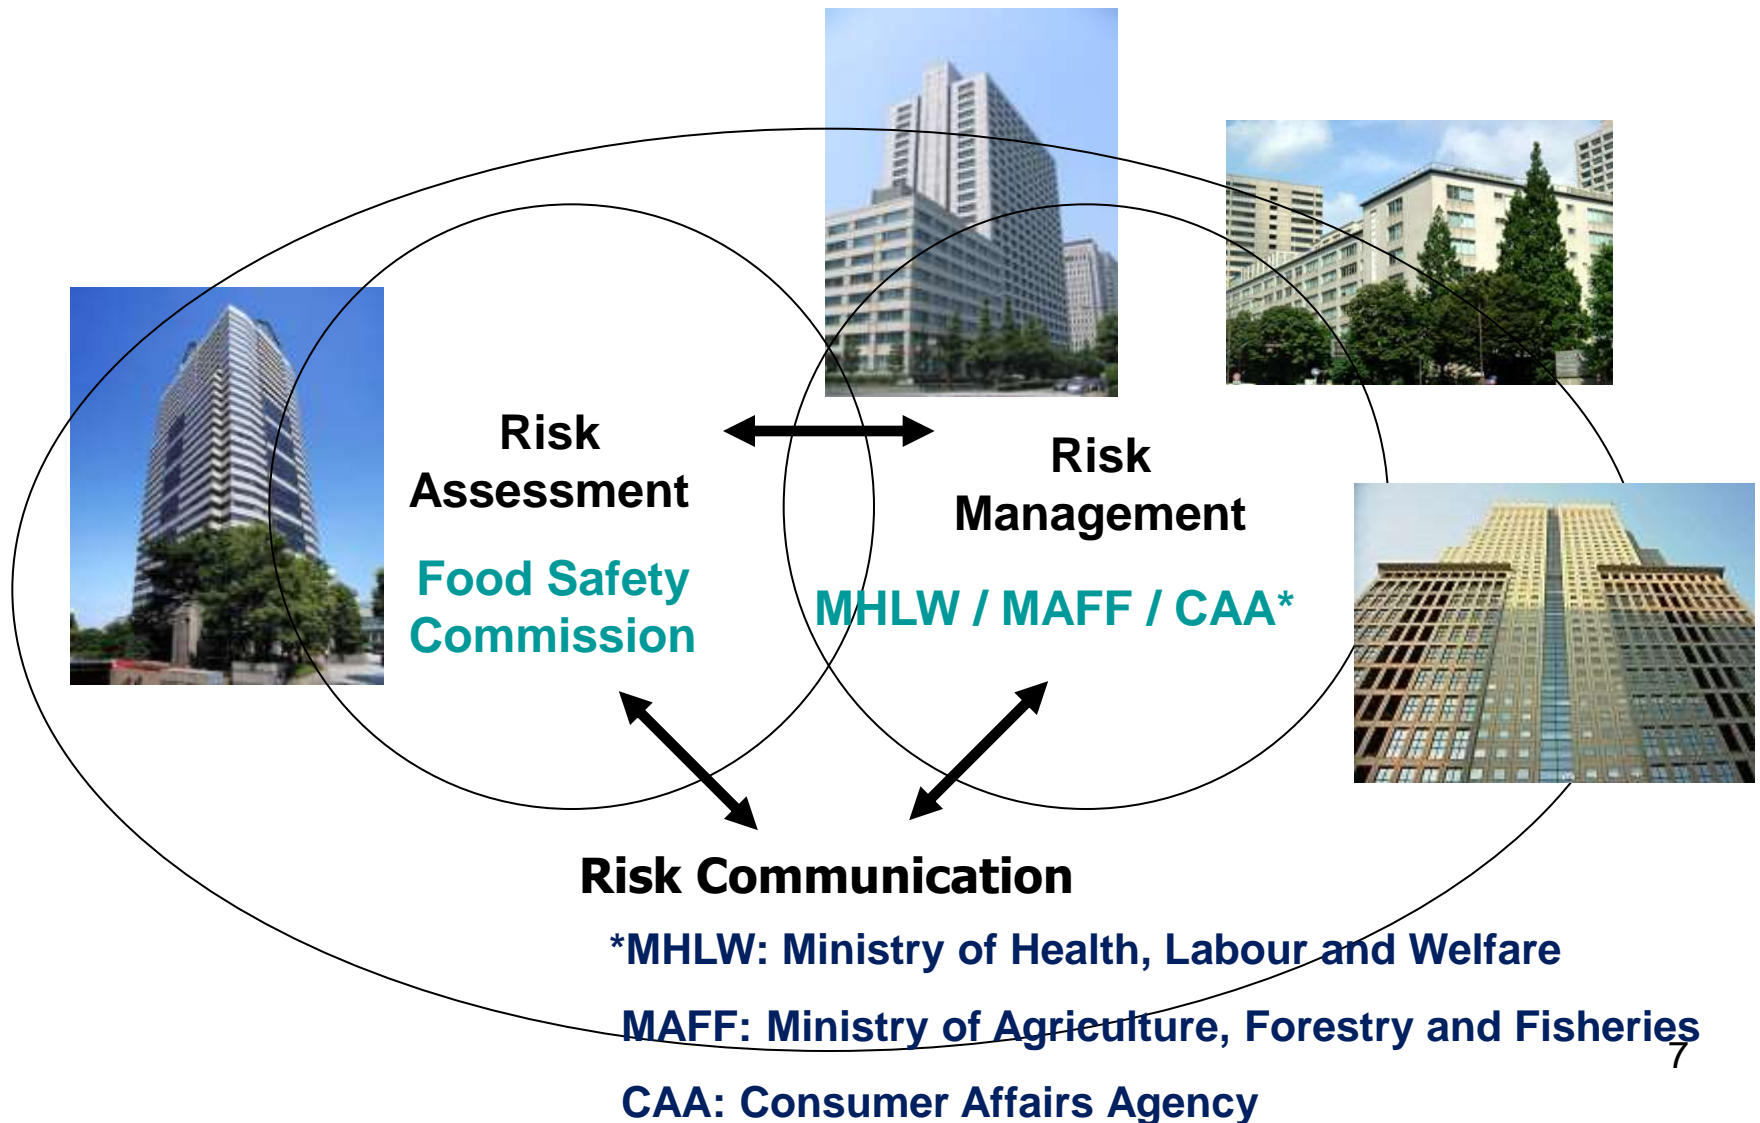 Risk
Assessment
Food Safety
Commission
Risk
Management
MHLW / MAFF / CAA*
Risk Communication
*MHLW: Ministry of Health, Labour and Welfare
MAFF: Ministry of Agriculture, Forestry and Fisheries
7
CAA: Consumer Affairs Agency